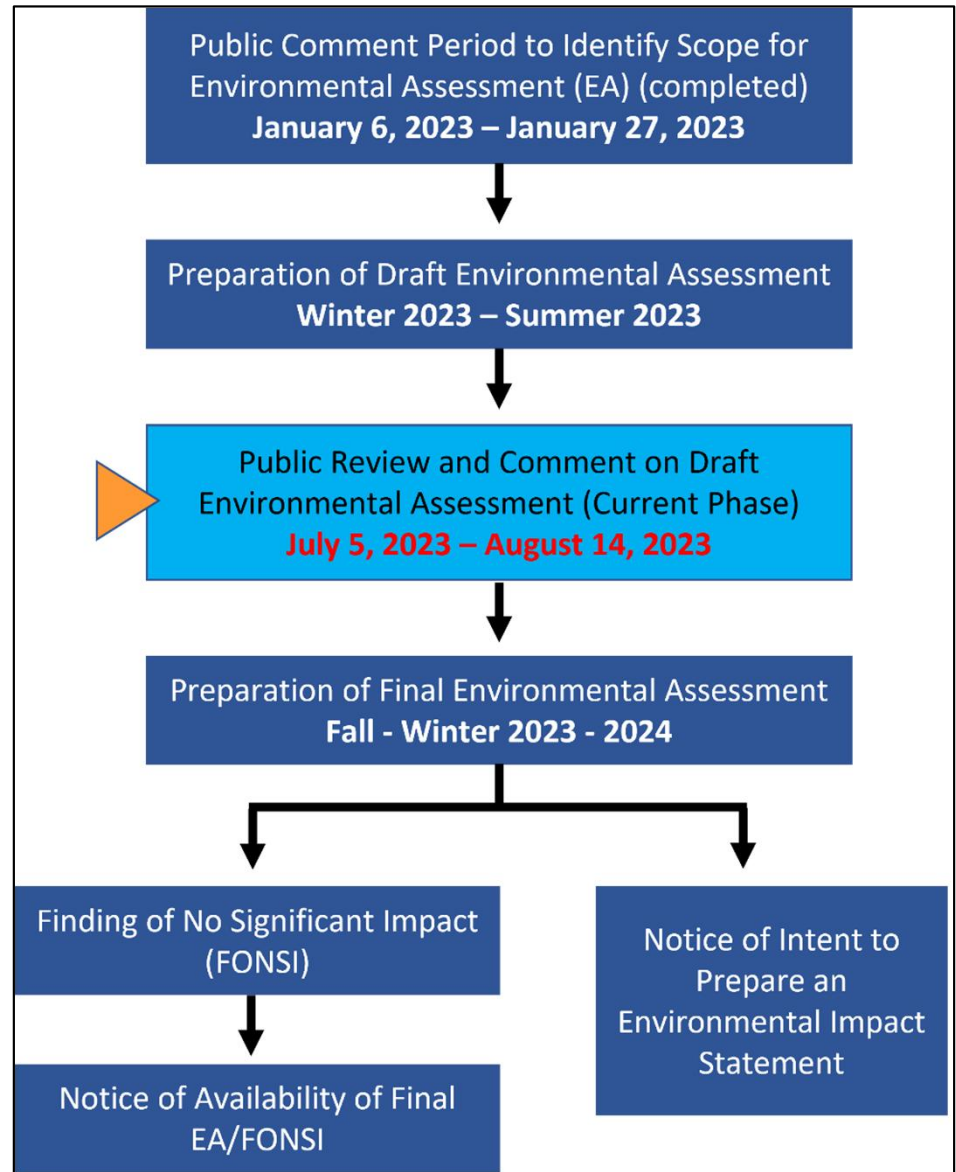 Public Comment Period to Identify Scope for
Environmental Assessment (EA) (completed)
January 6, 2023 – January 27, 2023
Preparation of Draft Environmental Assessment
Winter 2023 – Summer 2023
Public Review and Comment on Draft
Environmental Assessment (Current Phase)
July 5, 2023 – August 14, 2023
Preparation of Final Environmental Assessment
Fall - Winter 2023 - 2024
Finding of No Significant Impact
(FONSI)
Notice of Availability of Final
EA/FONSI
Notice of Intent to
Prepare an
Environmental Impact
Statement